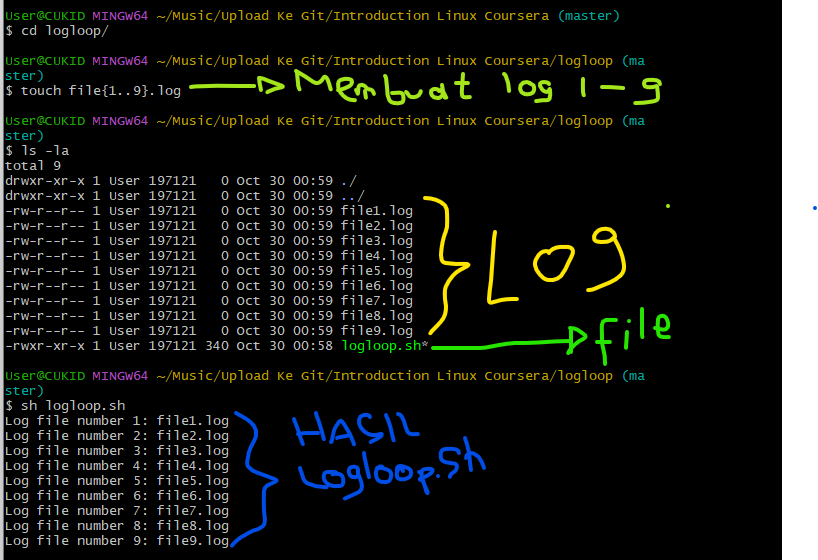 User@CUKID MINGW64 ~/Music/Upload Ke Git/Introduction Linux Coursera (master)
$ cd logloop/
User@CUKID MINGW64 ~/Music/Upload Ke Git/Introduction Linux Coursera/logloop (ma
ster)
$ touch file{1..9}.log Membuat log 1-9
User@CUKID MINGW64 ~/Music/Upload Ke Git/Introduction Linux Coursera/logloop (ma
ster)
$ ls -la
total 9
drwxr-xr-x 1 User 197121   0 Oct 30 00:59 ./
drwxr-xr-x 1 User 197121   0 Oct 30 00:59 ../
-rw-r--r-- 1 User 197121   0 Oct 30 00:59 file1.log
-rw-r--r-- 1 User 197121   0 Oct 30 00:59 file2.log
-rw-r--r-- 1 User 197121   0 Oct 30 00:59 file3.log
-rw-r--r-- 1 User 197121   0 Oct 30 00:59 file4.log
-rw-r--r-- 1 User 197121   0 Oct 30 00:59 file5.log
-rw-r--r-- 1 User 197121   0 Oct 30 00:59 file6.log
-rw-r--r-- 1 User 197121   0 Oct 30 00:59 file7.log
-rw-r--r-- 1 User 197121   0 Oct 30 00:59 file8.log
-rw-r--r-- 1 User 197121   0 Oct 30 00:59 file9.log
Log
-rwxr-xr-x 1 User 197121 340 Oct 30 00:58 logloop.sh* file
User@CUKID MINGW64 ~/Music/Upload Ke Git/Introduction Linux Coursera/logloop (ma
ster)
$ sh logloop.sh
Log file number 1: file1.log
Log file number 2: file2.log
Log file number 3: file3.log
Log file number 4: file4.log
Log file number 5: file5.log
Log file number 6: file6.log
Log file number 7: file7.log
Log file number 8: file8.log
Log file number 9: file9.log
HASIL
Logloop.Sh